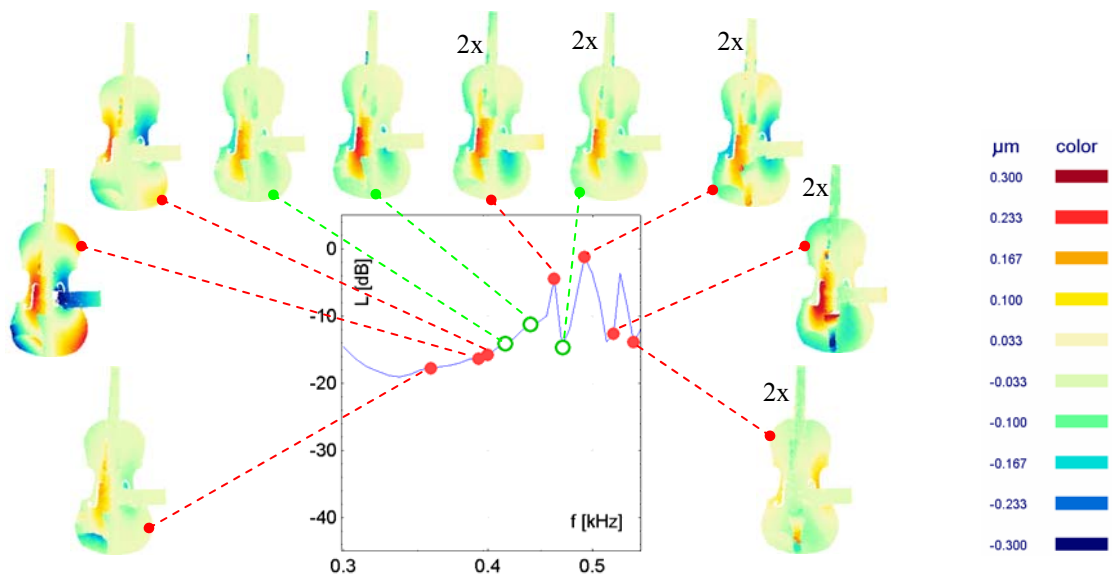 2x
2x
2x
2x
2x
0
-10
-20
-30
-40
L [dB]
f [kHz]
0.3
0.4
0.5
µm color
0.300
0.233
0.167
0.100
0.033
-0.033
-0.100
-0.167
-0.233
-0.300